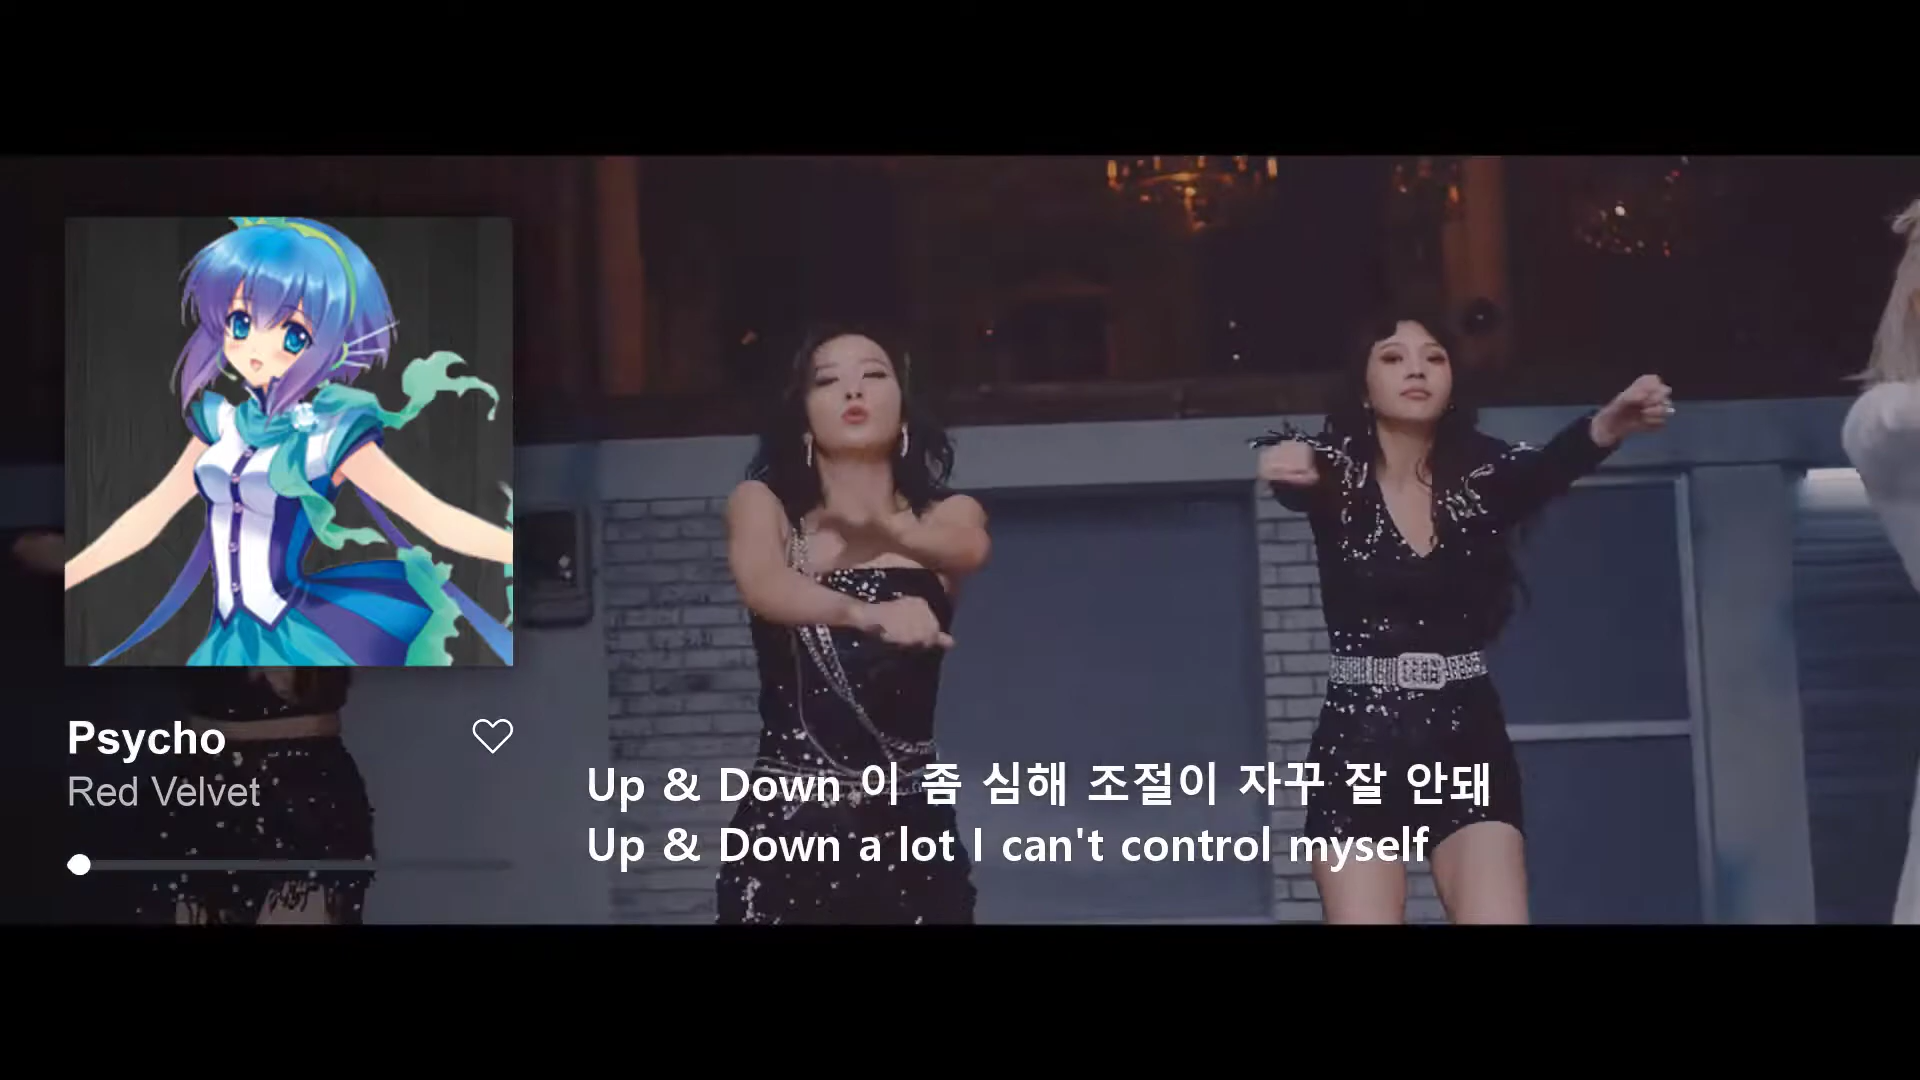 Psycho
Red Velvet
Up & Down 이 좀 심해 조절이 자꾸 잘 안돼
Up & Down a lot I can't control myself